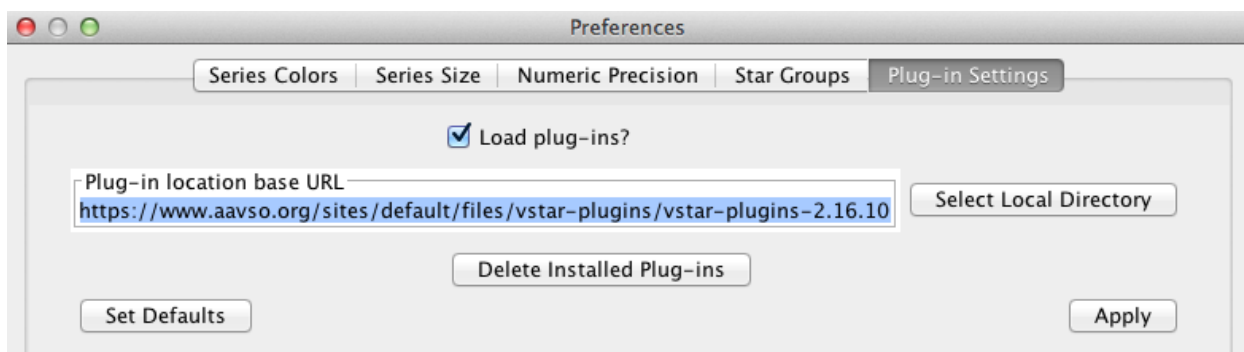 Preferences
Series Colors Series Size Numeric Precision Star Groups Plug-in Settings
Load plug-ins?
Plug-in location base URL
https://www.aavso.org/sites/default/files/vstar-plugins/vstar-plugins-2.16.10
Select Local Directory
Delete Installed Plug-ins
Set Defaults Apply